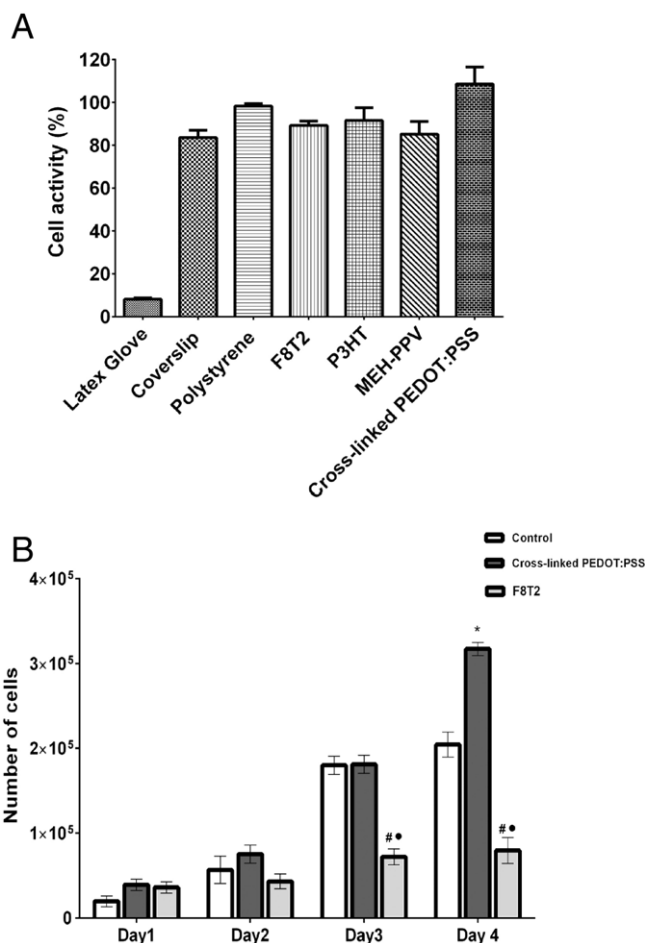 A
Cell activity (%)
120
100
80
60
40
20
0
Latex Glove
Coverslip
Polystyrene
F8T2
P3HT
MEH-PPV
Cross-linked PEDOT:PSS
B
Control
Cross-linked PEDOT:PSS
F8T2
Number of cells
4×10⁵
3×10⁵
2×10⁵
1×10⁵
0
*
#●
#●
Day1
Day2
Day3
Day 4